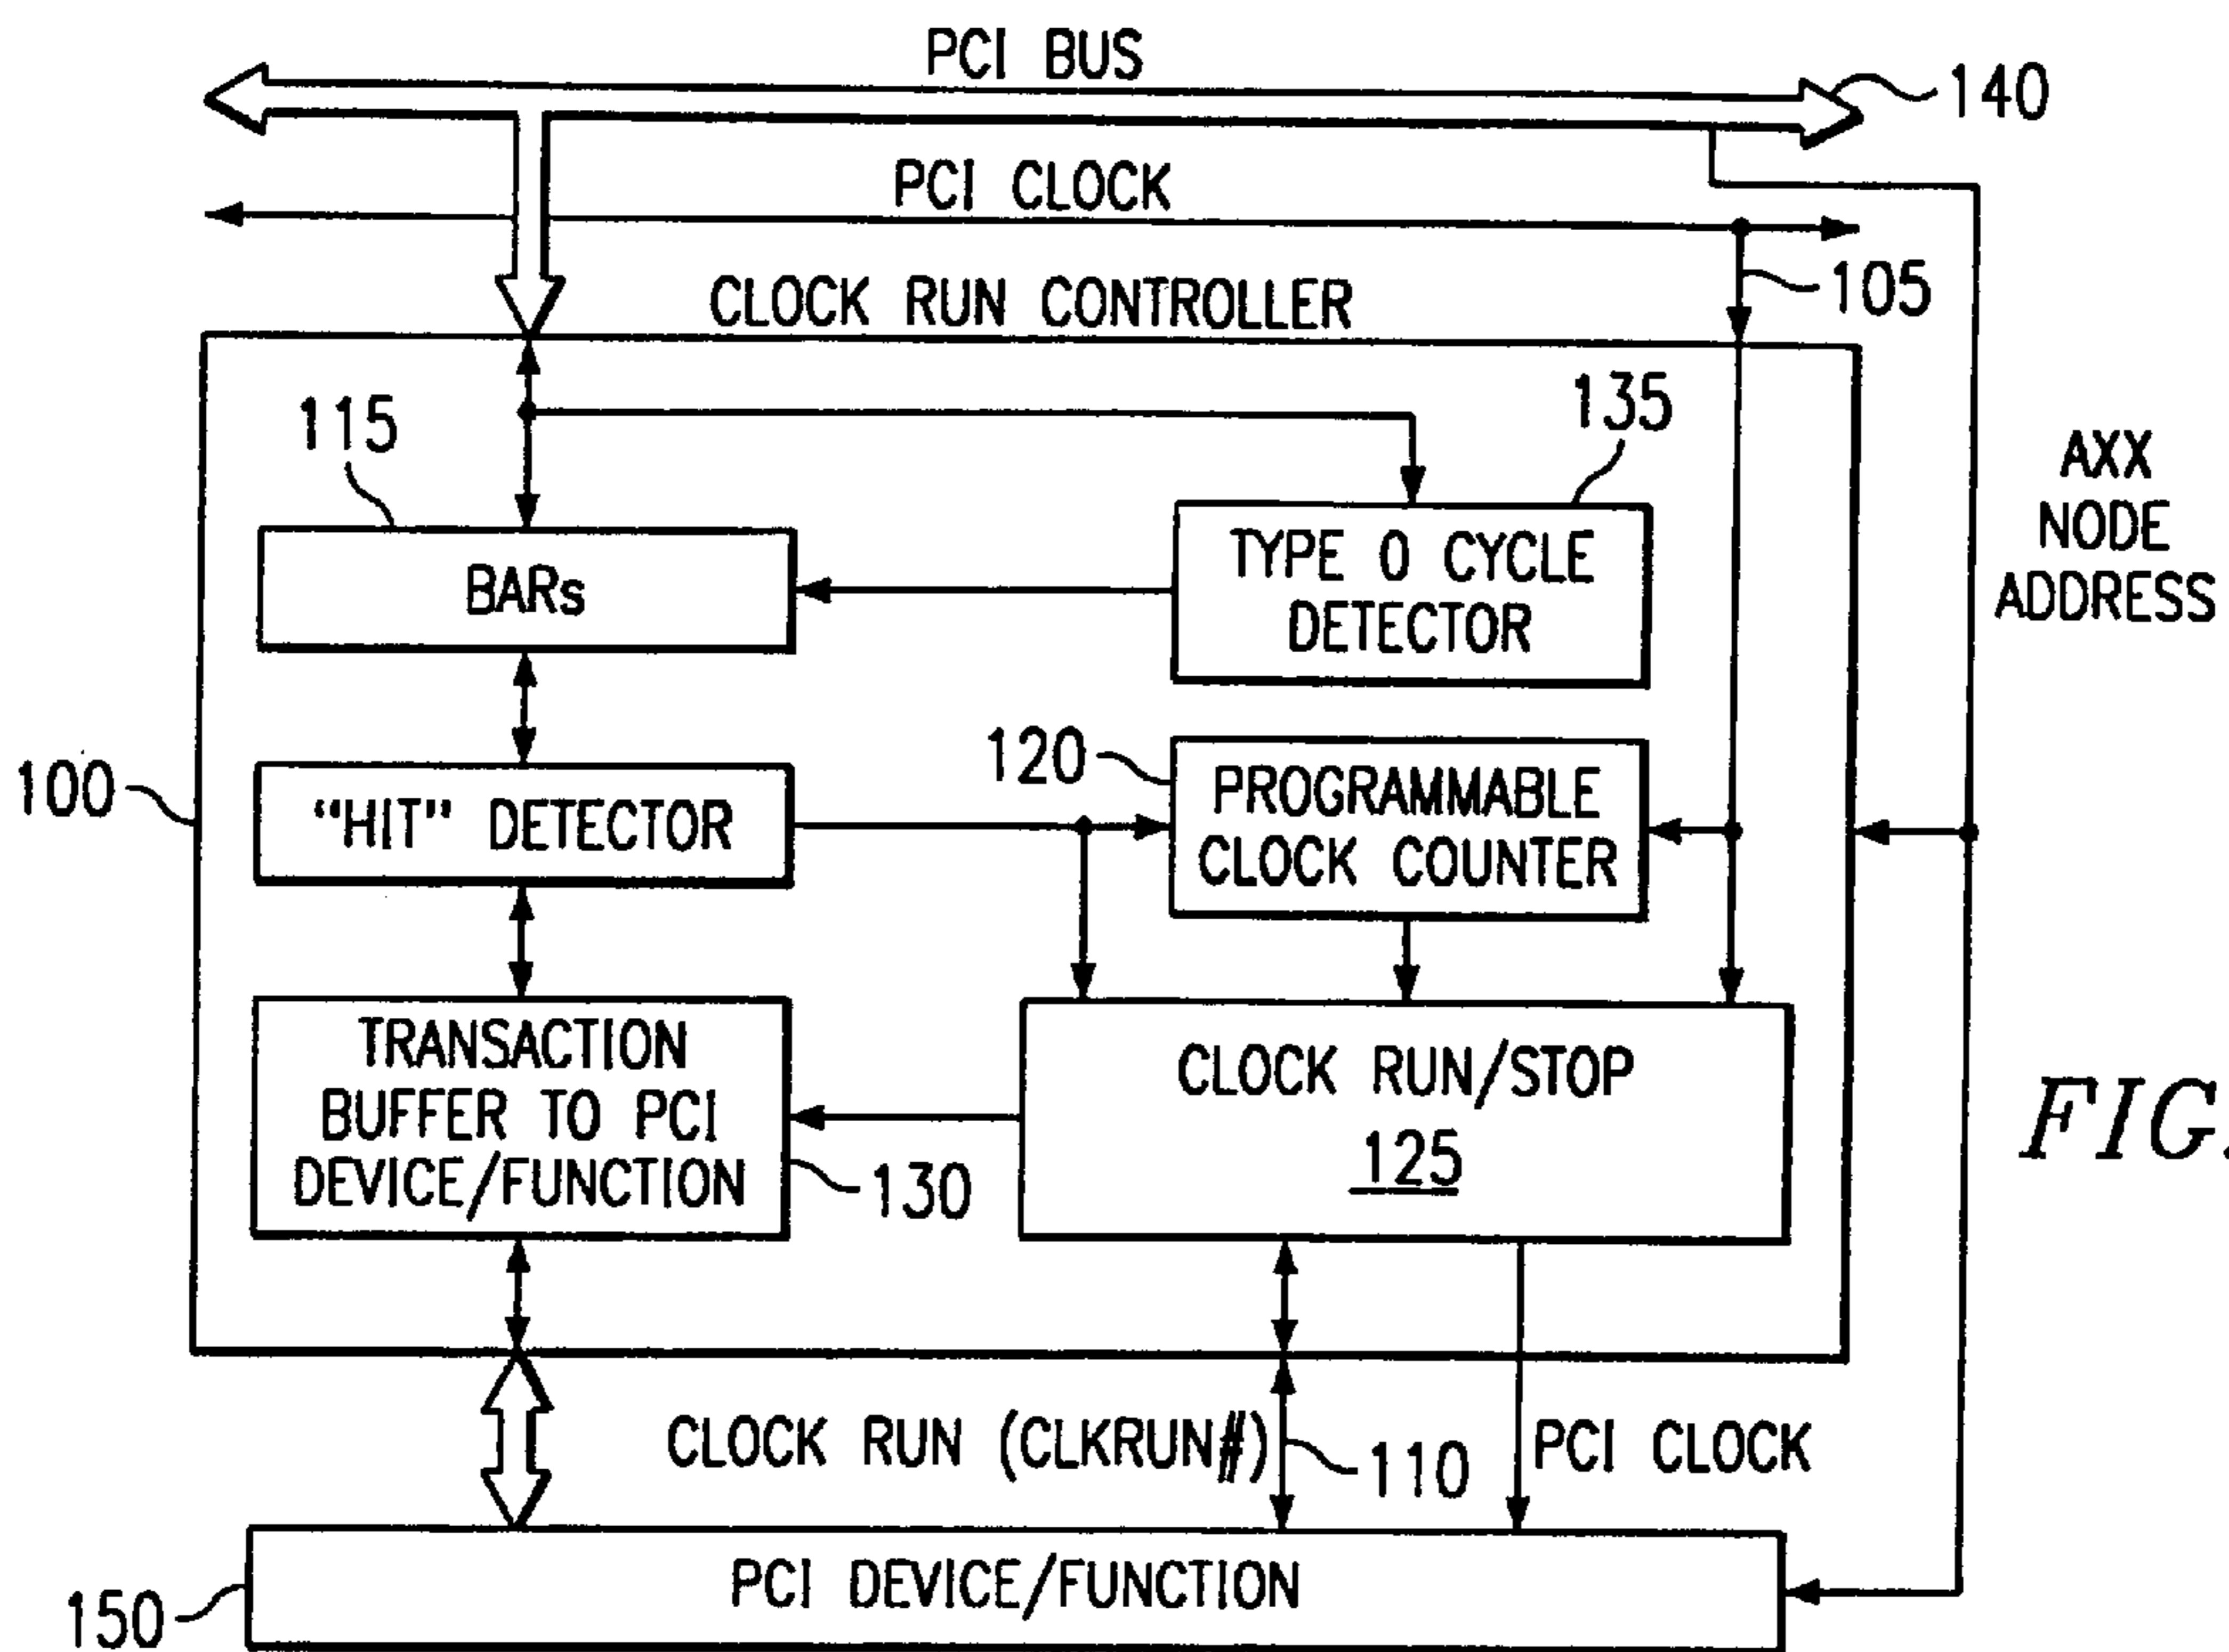 PCI BUS
140
PCI CLOCK
CLOCK RUN CONTROLLER
105
115
135
AXX
NODE
ADDRESS
BARs
TYPE 0 CYCLE
DETECTOR
100
"HIT" DETECTOR
120
PROGRAMMABLE
CLOCK COUNTER
TRANSACTION
BUFFER TO PCI
DEVICE/FUNCTION
130
CLOCK RUN/STOP
125
FIG.
CLOCK RUN (CLKRUN#)
110
PCI CLOCK
150
PCI DEVICE/FUNCTION